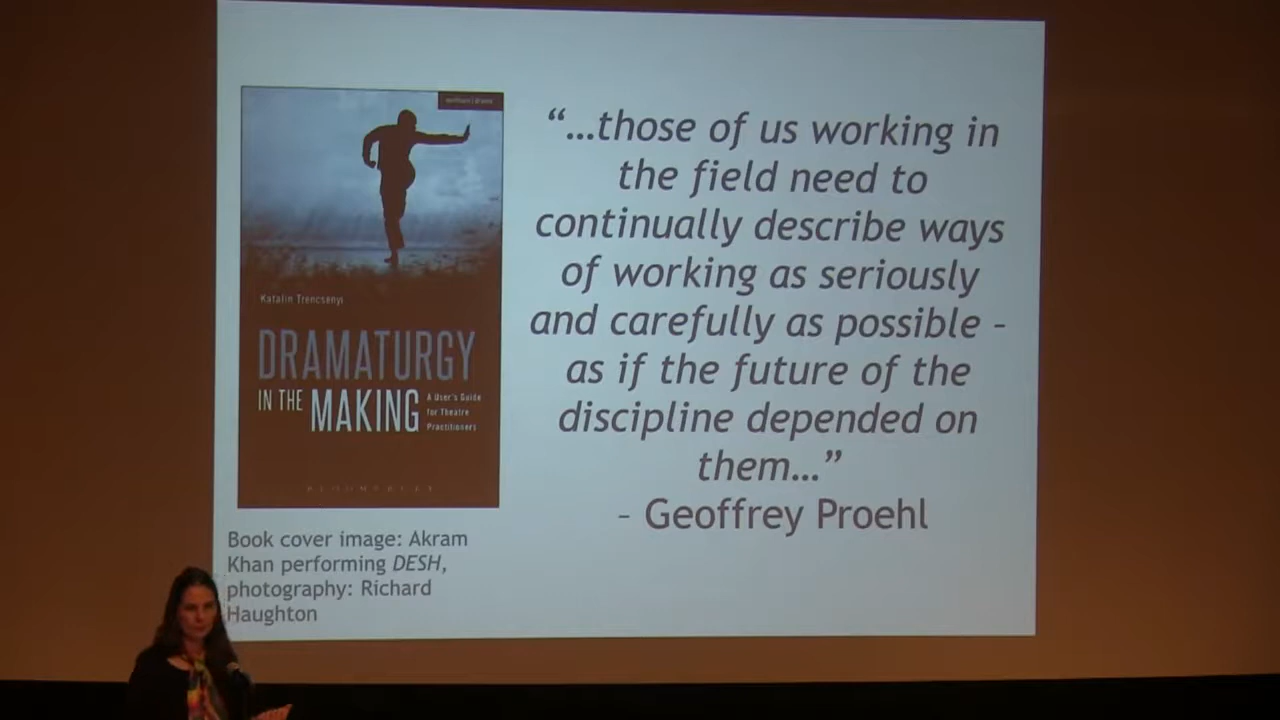 Katalin Trencsényi
DRAMATURGY
IN THE MAKING
A User's Guide
for Theatre
Practitioners
BLOOMSBURY
Book cover image: Akram
Khan performing DESH,
photography: Richard
Haughton
“...those of us working in
the field need to
continually describe ways
of working as seriously
and carefully as possible –
as if the future of the
discipline depended on
them...”
– Geoffrey Proehl